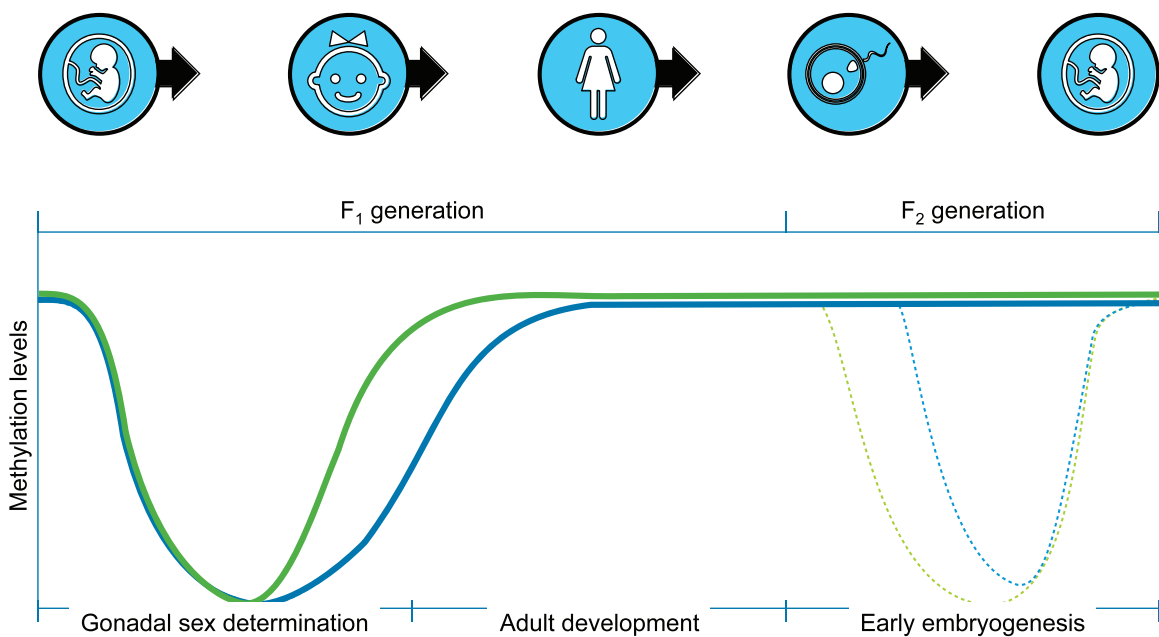 F₁ generation
F₂ generation
Methylation levels
Gonadal sex determination
Adult development
Early embryogenesis